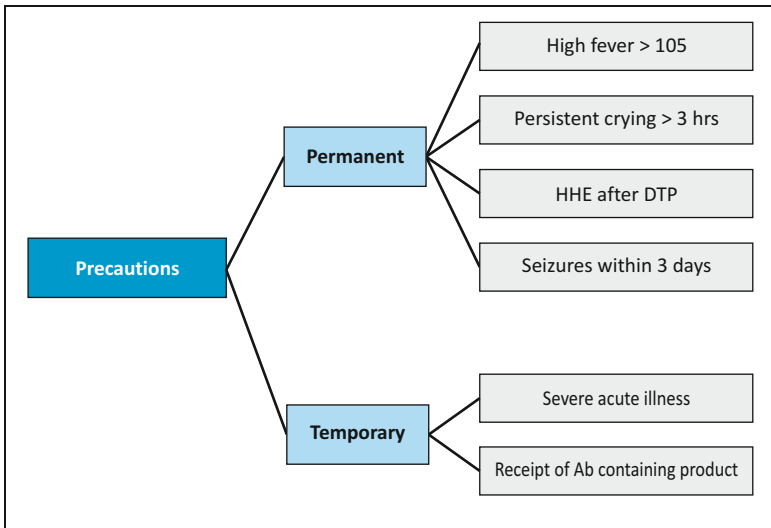 Precautions
Permanent
High fever > 105
Persistent crying > 3 hrs
HHE after DTP
Seizures within 3 days
Temporary
Severe acute illness
Receipt of Ab containing product